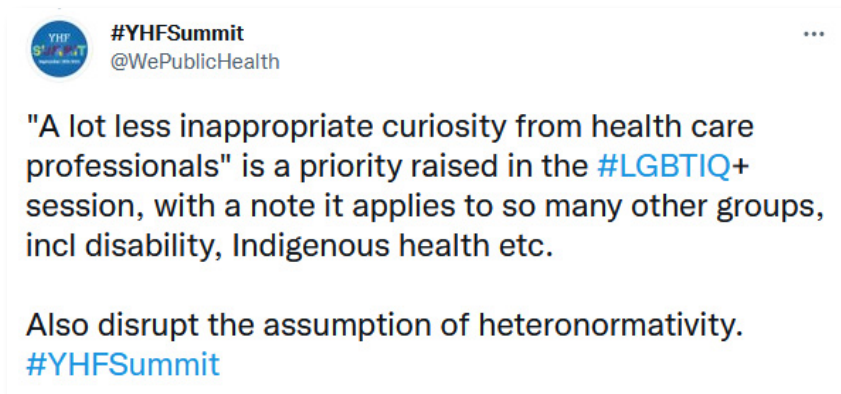 #YHFSummit
@WePublicHealth
YHF
SUMMIT
"A lot less inappropriate curiosity from health care
professionals" is a priority raised in the #LGBTIQ+
session, with a note it applies to so many other groups,
incl disability, Indigenous health etc.
Also disrupt the assumption of heteronormativity.
#YHFSummit